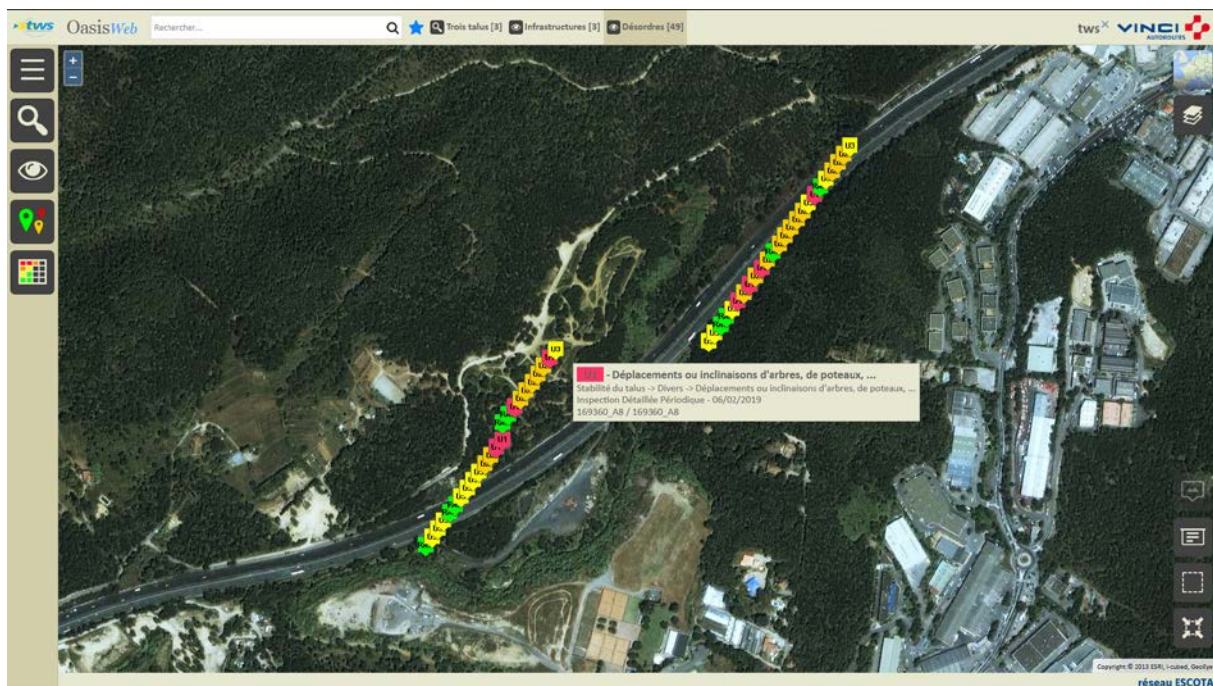 tws OasisWeb Rechercher... Trois talus [3] Infrastructures [3] Désordres [49] tws VINCI AUTOROUTES
+
-
U3
U3
U1
U1 - Déplacements ou inclinaisons d'arbres, de poteaux, ...
Stabilité du talus -> Divers -> Déplacements ou inclinaisons d'arbres, de poteaux, ...
Inspection Détaillée Périodique - 06/02/2019
169360_A8 / 169360_A8
Copyright © 2013 ESRI, i-cubed, GeoEye
réseau ESCOTA